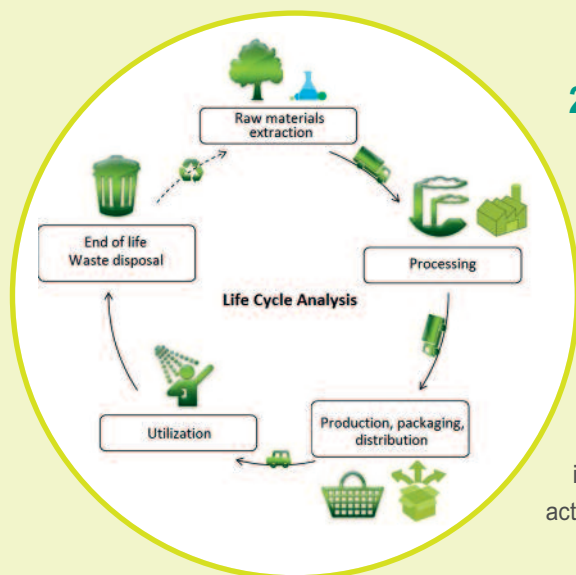 2
Raw materials
extraction
End of life
Waste disposal
Processing
Life Cycle Analysis
Utilization
Production, packaging,
distribution
i
act